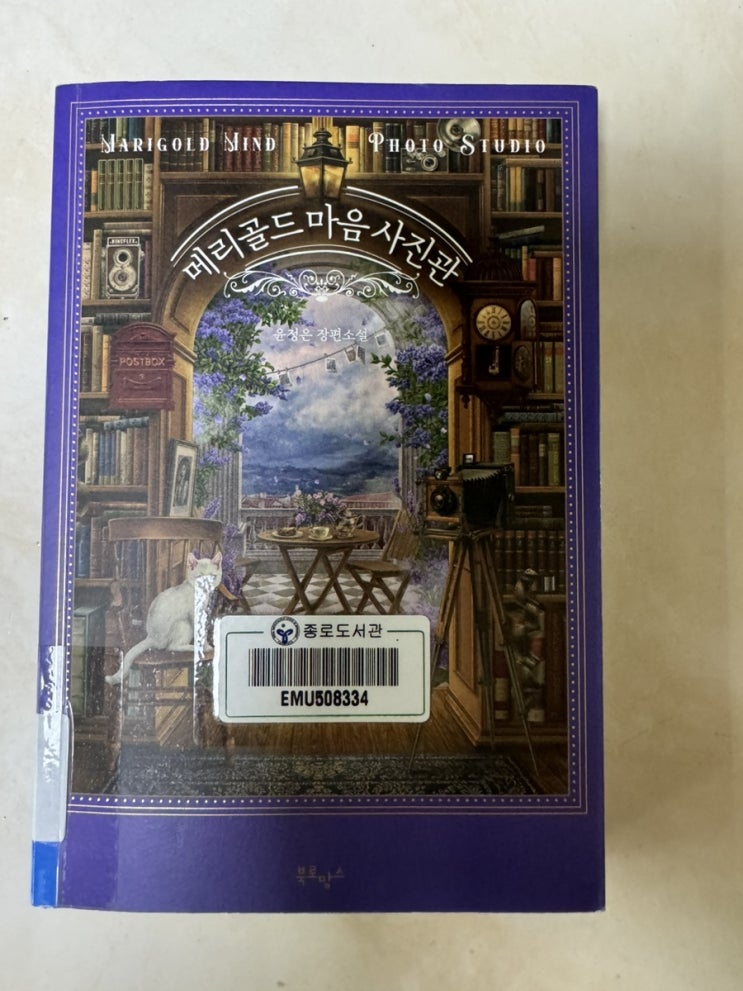 MARIGOLD MIND PHOTO STUDIO
KINEFLEX
메리골드 마음 사진관
윤정은 장편소설
POSTBOX
종로도서관
EMU508334
북로망스